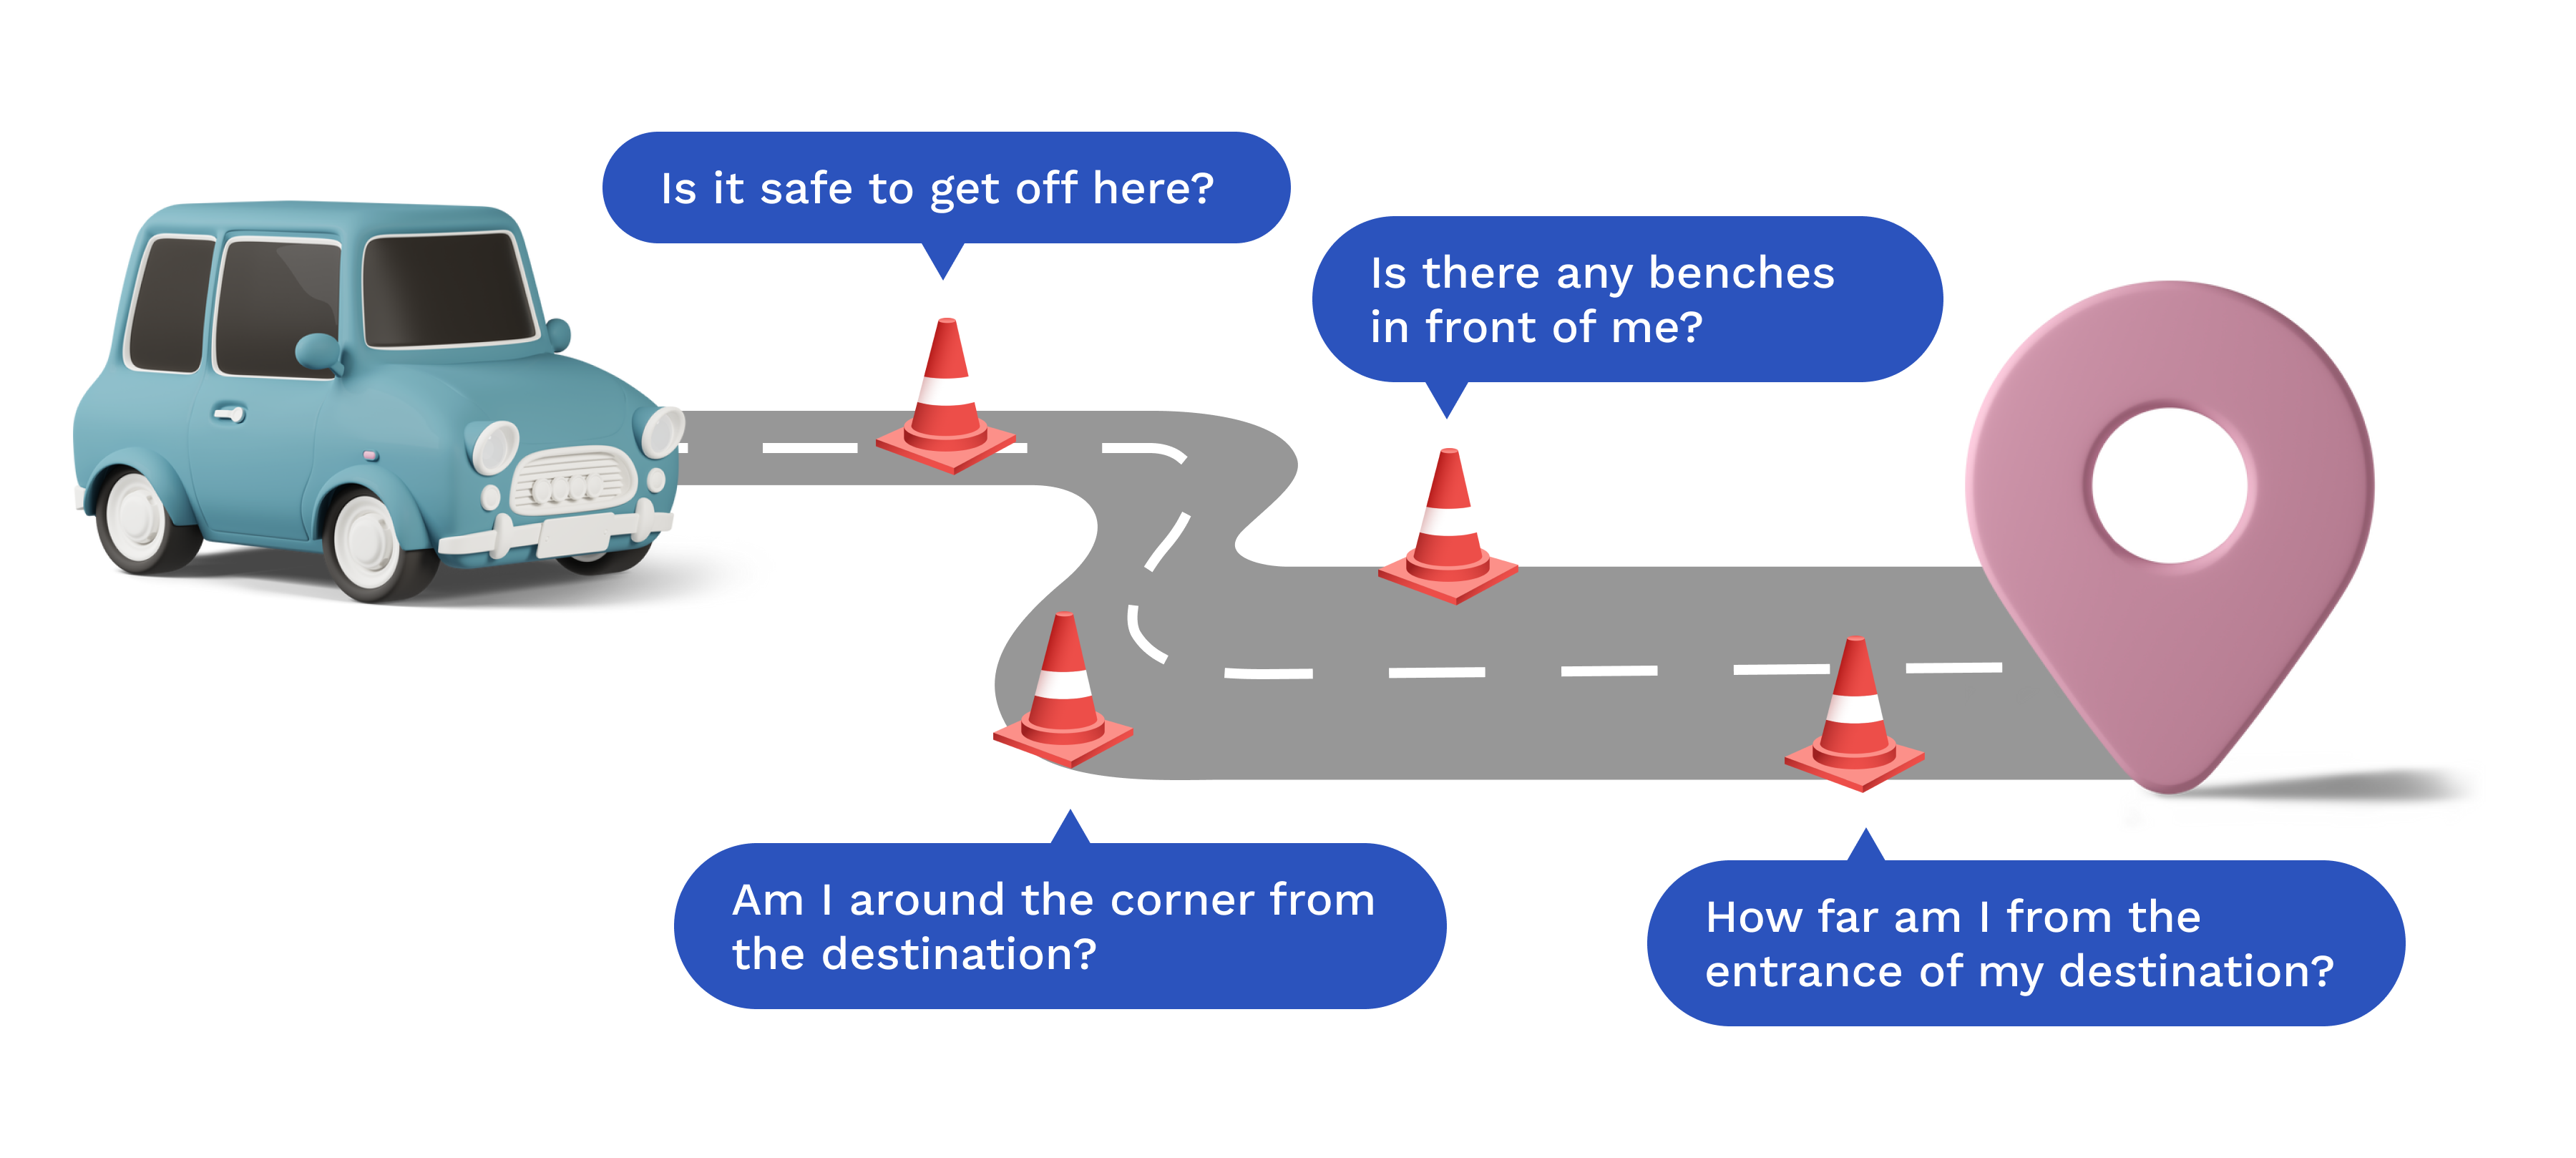 Is it safe to get off here?
Is there any benches
in front of me?
Am I around the corner from
the destination?
How far am I from the
entrance of my destination?